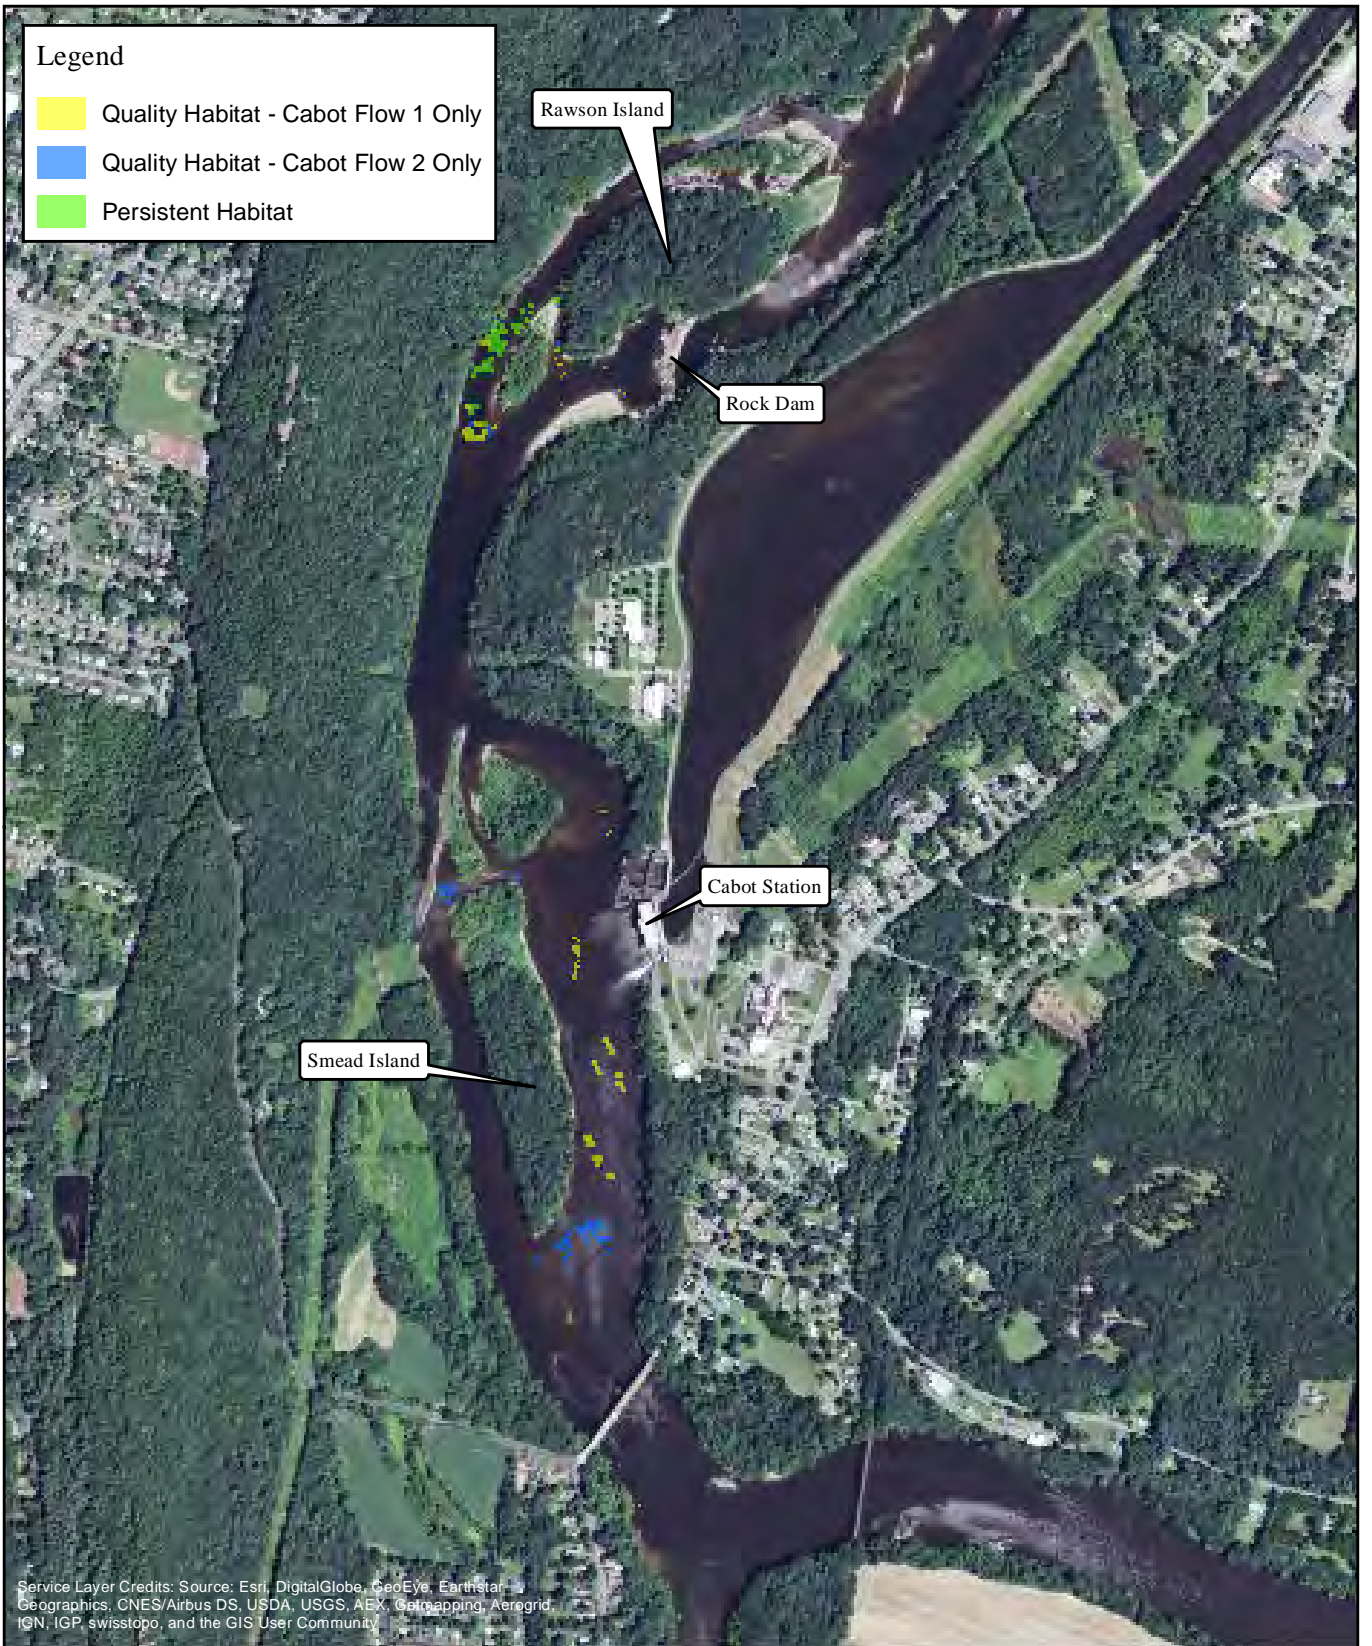 Legend
Quality Habitat - Cabot Flow 1 Only
Quality Habitat - Cabot Flow 2 Only
Persistent Habitat
Rawson Island
Rock Dam
Cabot Station
Smead Island
Service Layer Credits: Source: Esri, DigitalGlobe, GeoEye, Earthstar
Geographics, CNES/Airbus DS, USDA, USGS, AEX, Getmapping, Aerogrid,
IGN, IGP, swisstopo, and the GIS User Community